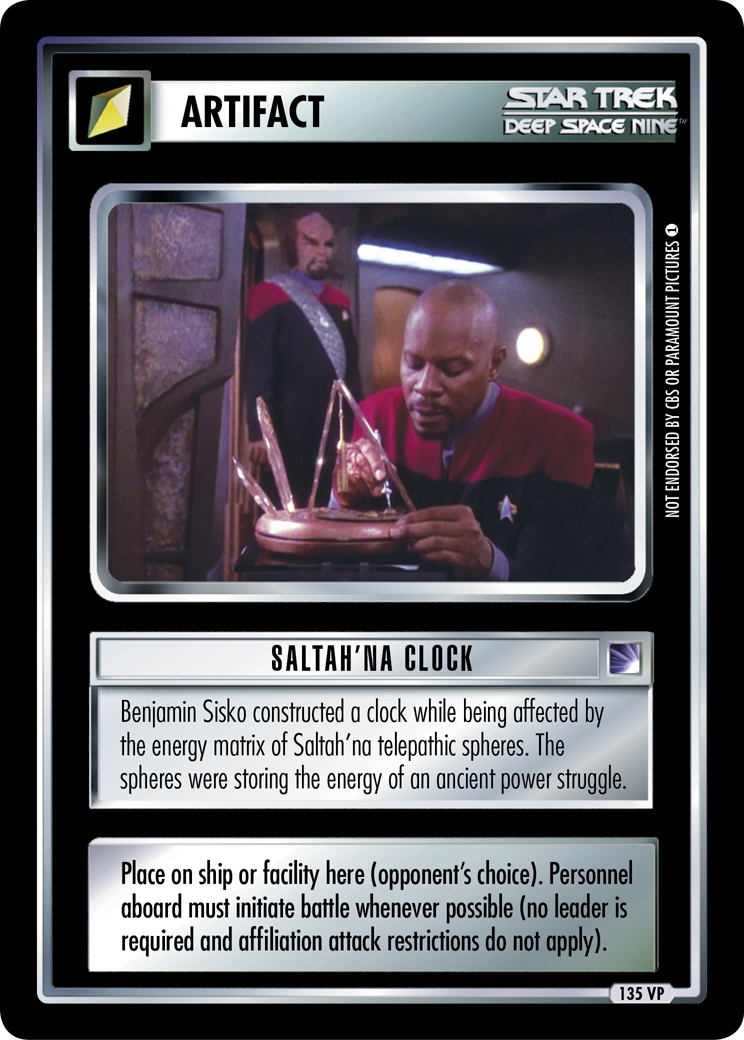 ARTIFACT
STAR TREK
DEEP SPACE NINE™
NOT ENDORSED BY CBS OR PARAMOUNT PICTURES 1
SALTAH'NA CLOCK
Benjamin Sisko constructed a clock while being affected by
the energy matrix of Saltah'na telepathic spheres. The
spheres were storing the energy of an ancient power struggle.
Place on ship or facility here (opponent's choice). Personnel
aboard must initiate battle whenever possible (no leader is
required and affiliation attack restrictions do not apply).
135 VP